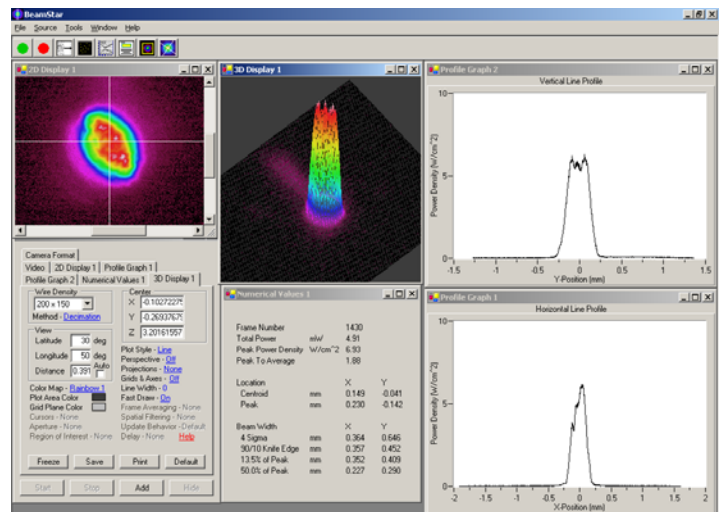 BeamStar
File Source Tools Window Help
2D Display 1
3D Display 1
Profile Graph 2
Vertical Line Profile
Power Density [W/cm^2]
10
5
0
-1.5 -1 -0.5 0 0.5 1 1.5
Y-Position (mm)
Camera Format
Video 2D Display 1 Profile Graph 1
Profile Graph 2 Numerical Values 1 3D Display 1
Wire Density
200 x 150
Method - Decimation
Center
X -0.10272275
Y -0.26937675
Z 3.20161557
View
Latitude 30 deg
Longitude 50 deg
Distance 0.391 Auto
Plot Style - Line
Perspective - Off
Projections - None
Grids & Axes - Off
Color Map - Rainbow 1
Line Width - 0
Plot Area Color
Fast Draw - On
Grid Plane Color
Frame Averaging - None
Cursors - None
Spatial Filtering - None
Aperture - None
Update Behavior - Default
Region of Interest - None
Delay - None
Help
Freeze Save Print Default
Start Stop Add Hide
Numerical Values 1
Frame Number 1430
Total Power mW 4.91
Peak Power Density W/cm^2 6.93
Peak To Average 1.88
Location X Y
Centroid mm 0.149 -0.041
Peak mm 0.230 -0.142
Beam Width X Y
4 Sigma mm 0.364 0.646
90/10 Knife Edge mm 0.357 0.452
13.5% of Peak mm 0.352 0.409
50.0% of Peak mm 0.227 0.290
Profile Graph 1
Horizontal Line Profile
Power Density [W/cm^2]
10
5
0
-2 -1.5 -1 -0.5 0 0.5 1 1.5 2
X-Position (mm)